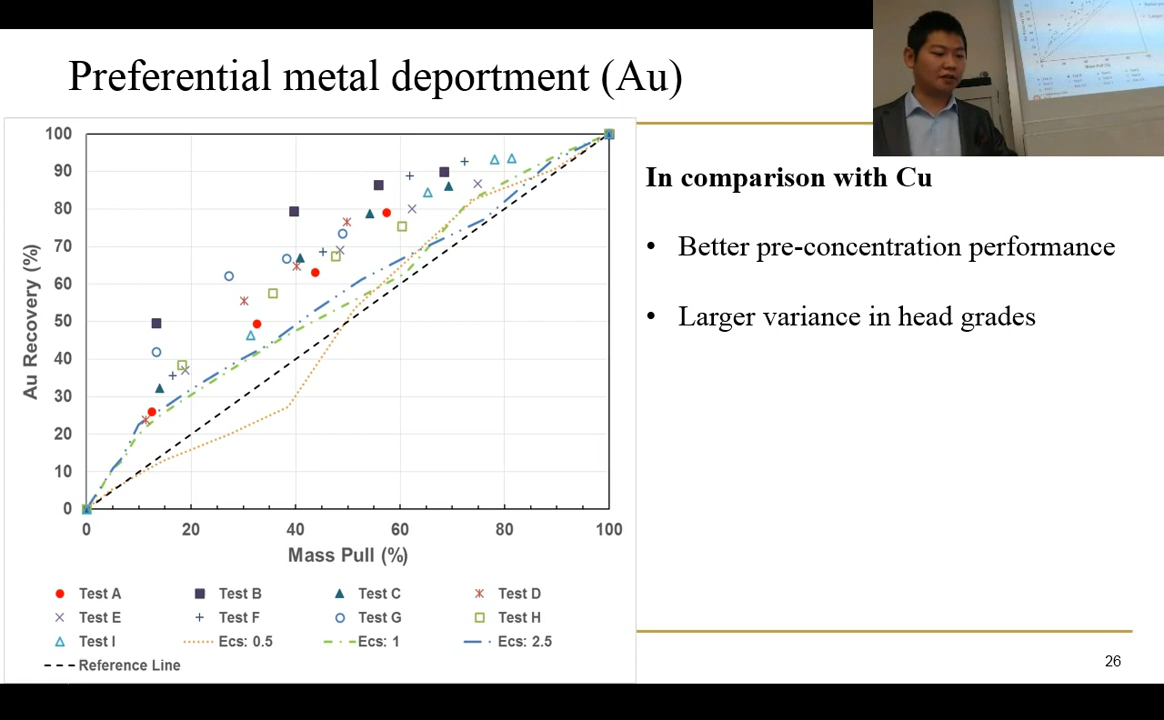 Preferential metal deportment (Au)
In comparison with Cu
• Better pre-concentration performance
• Larger variance in head grades
Au Recovery (%)
100
90
80
70
60
50
40
30
20
10
0
0 20 40 60 80 100
Mass Pull (%)
Test A Test B Test C Test D
Test E Test F Test G Test H
Test I Ecs: 0.5 Ecs: 1 Ecs: 2.5
Reference Line
26